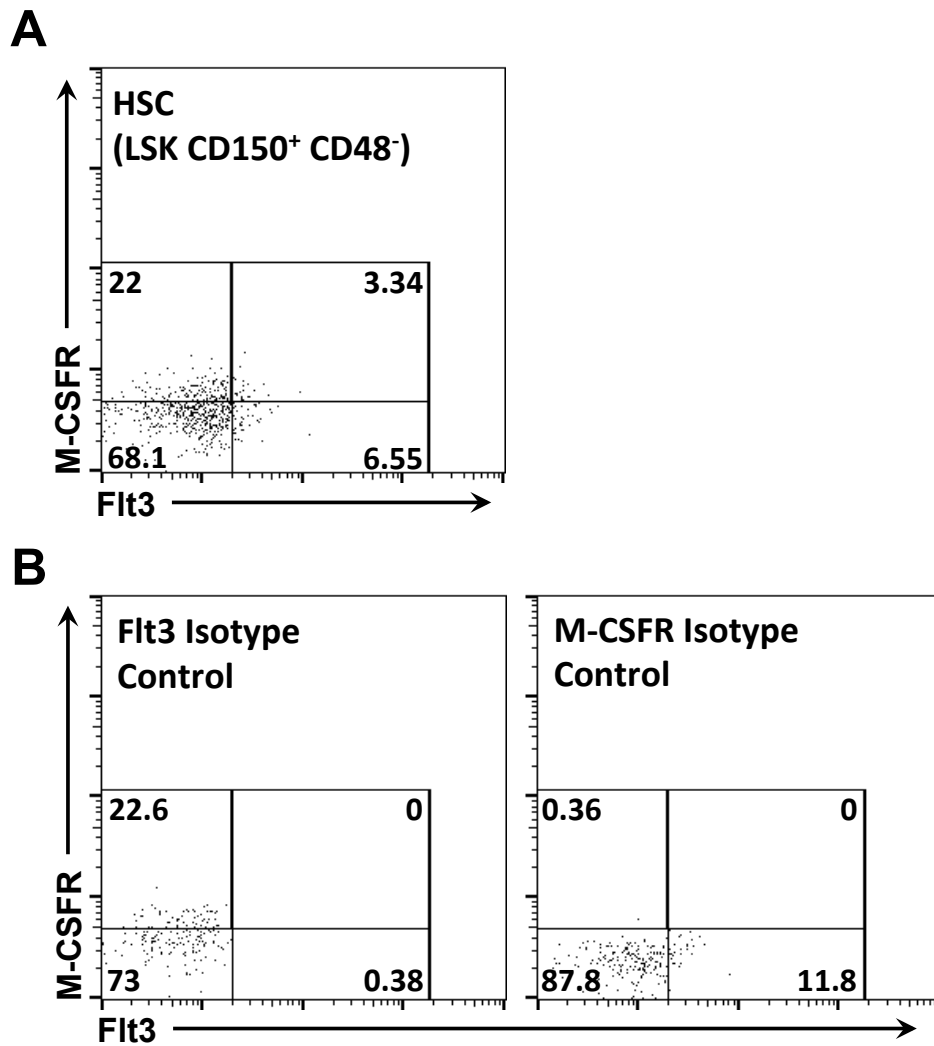 A
HSC
(LSK CD150⁺ CD48⁻)
22 3.34
68.1 6.55
M-CSFR
Flt3
B
Flt3 Isotype
Control
22.6 0
73 0.38
M-CSFR Isotype
Control
0.36 0
87.8 11.8
M-CSFR
Flt3